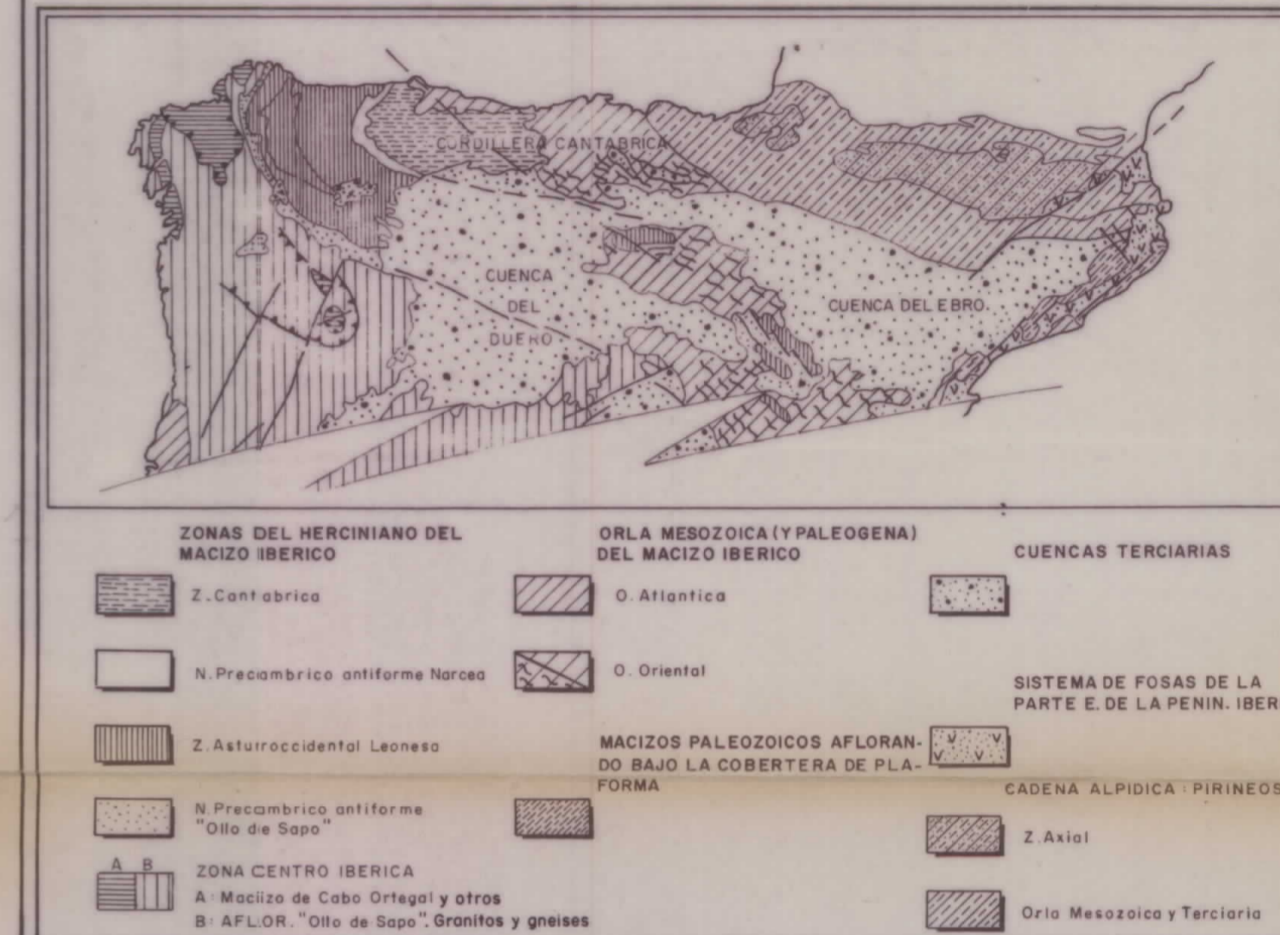 CORDILLERA CANTABRICA
CUENCA
DEL
DUERO
CUENCA DEL EBRO.
ZONAS DEL HERCINIANO DEL
MACIZO IBERICO
Z. Cantabrica
N. Precambrico antiforme Narcea
Z. Asturroccidental Leonesa
N. Precambrico antiforme
"Ollo de Sapo"
A B
ZONA CENTRO IBERICA
A: Macizo de Cabo Ortegal y otros
B: AFLOR. "Ollo de Sapo". Granitos y gneises
ORLA MESOZOICA (Y PALEOGENA)
DEL MACIZO IBERICO
O. Atlantica
O. Oriental
MACIZOS PALEOZOICOS AFLORAN-
DO BAJO LA COBERTERA DE PLA-
FORMA
CUENCAS TERCIARIAS
SISTEMA DE FOSAS DE LA
PARTE E. DE LA PENIN. IBER
CADENA ALPIDICA : PIRINEOS
Z. Axial
Orla Mesozoica y Terciaria